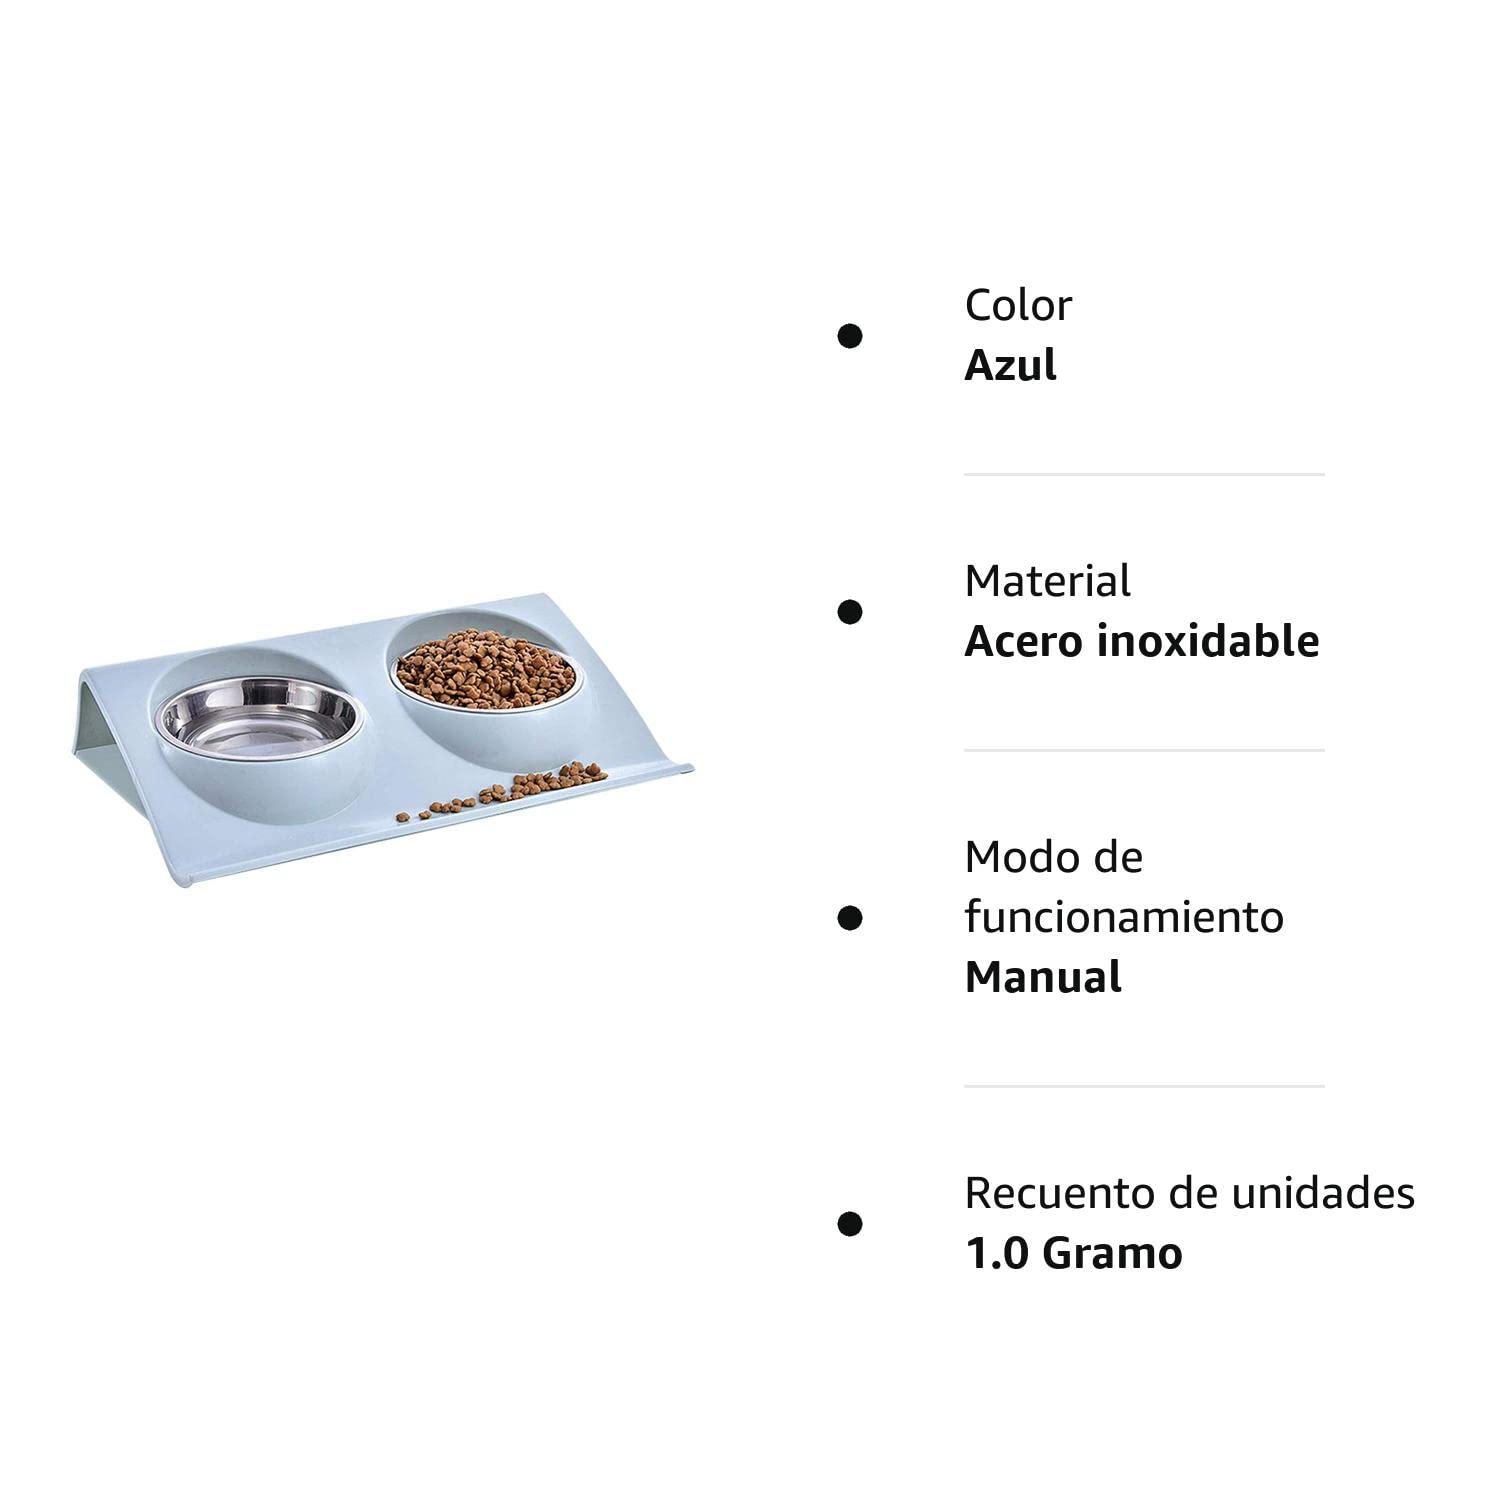 Color
Azul
Material
Acero inoxidable
Modo de
funcionamiento
Manual
Recuento de unidades
1.0 Gramo